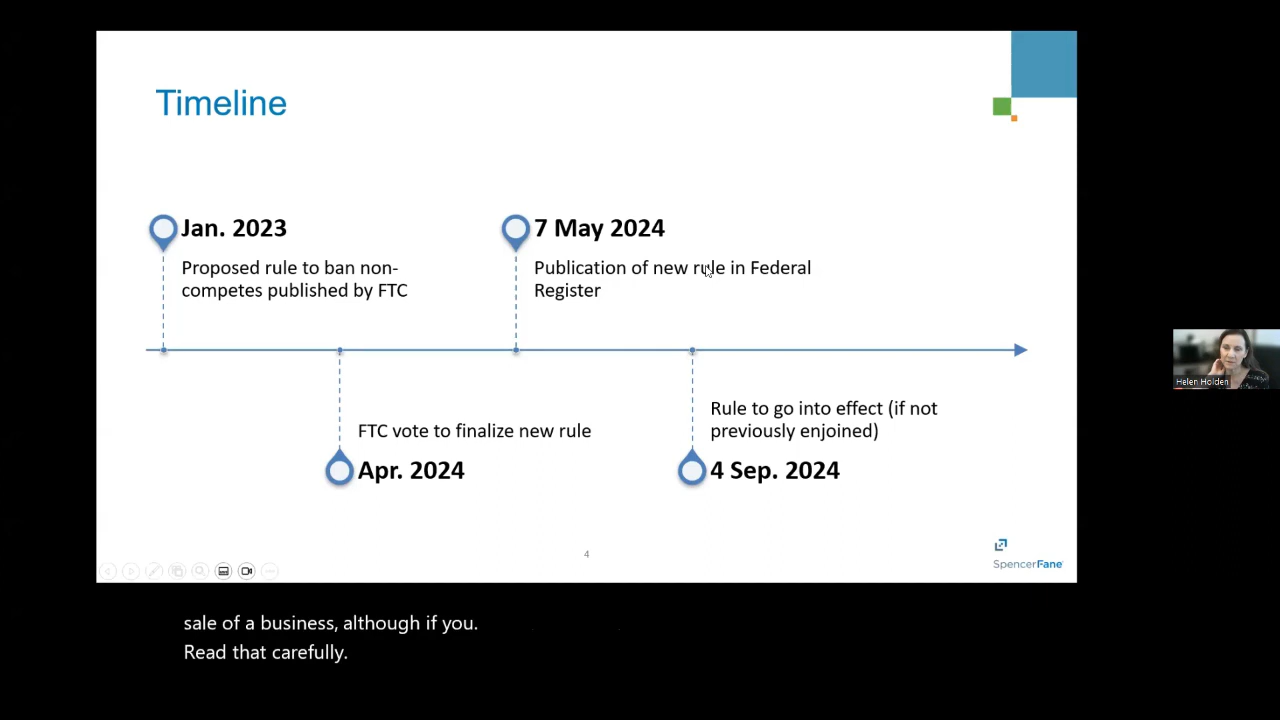 Timeline
Jan. 2023
Proposed rule to ban non-
competes published by FTC
7 May 2024
Publication of new rule in Federal
Register
FTC vote to finalize new rule
Apr. 2024
Rule to go into effect (if not
previously enjoined)
4 Sep. 2024
4
SpencerFane
Helen Holden
sale of a business, although if you.
Read that carefully.